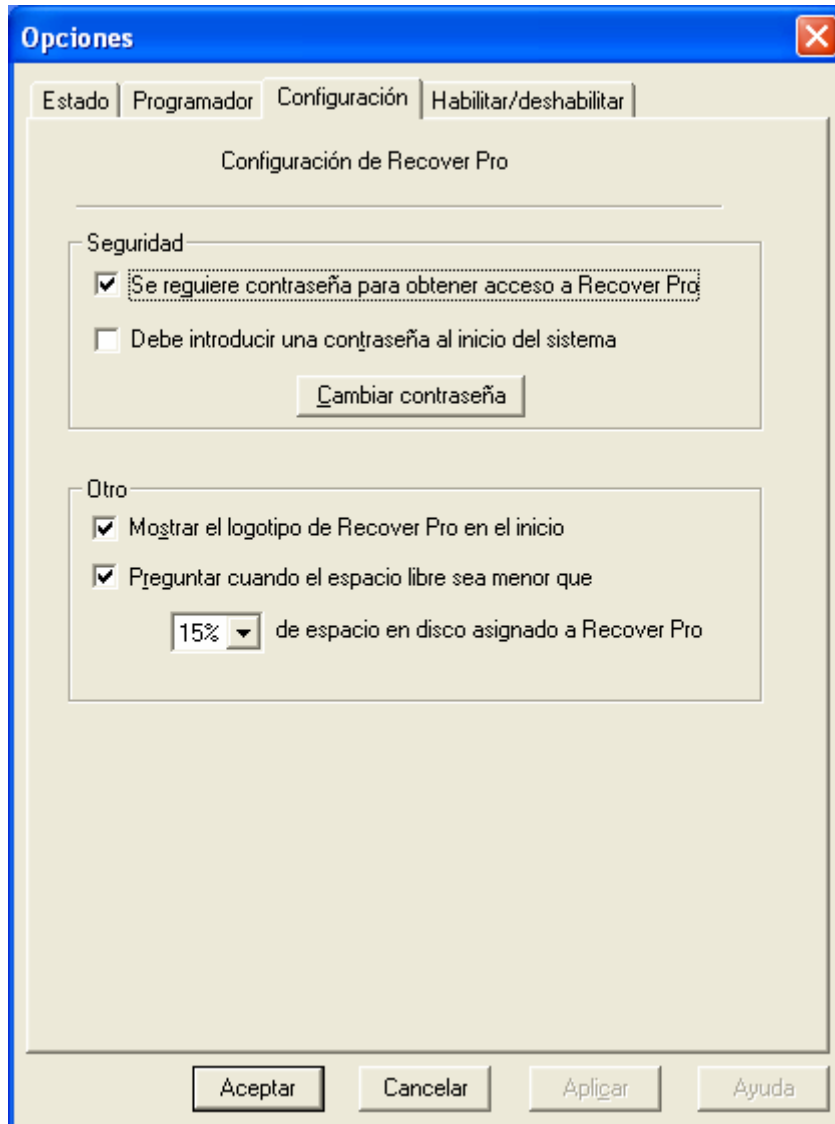 Opciones
Estado
Programador
Configuración
Habilitar/deshabilitar
Configuración de Recover Pro
Seguridad
Se reguiere contraseña para obtener acceso a Recover Pro
Debe introducir una contraseña al inicio del sistema
Cambiar contraseña
Otro
Mostrar el logotipo de Recover Pro en el inicio
Preguntar cuando el espacio libre sea menor que
15% de espacio en disco asignado a Recover Pro
Aceptar
Cancelar
Aplicar
Ayuda